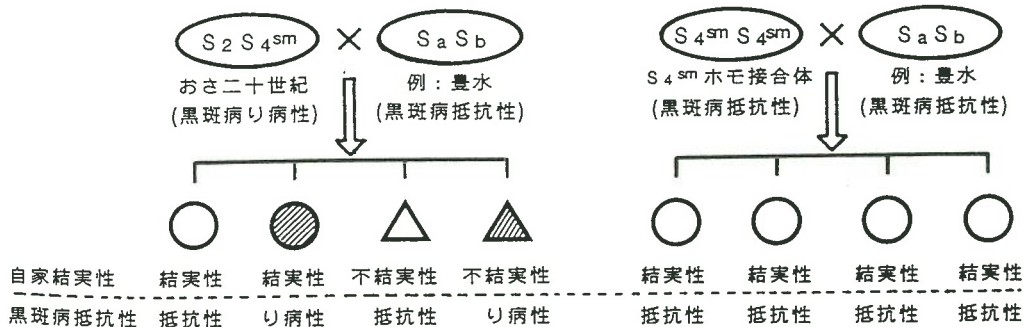 S₂S₄ˢᵐ × SaSb
おさ二十世紀 例：豊水
(黒斑病り病性) (黒斑病抵抗性)
自家結実性 結実性 結実性 不結実性 不結実性
黒斑病抵抗性 抵抗性 り病性 抵抗性 り病性
S₄ˢᵐS₄ˢᵐ × SaSb
S₄ˢᵐホモ接合体 例：豊水
(黒斑病抵抗性) (黒斑病抵抗性)
結実性 結実性 結実性 結実性
抵抗性 抵抗性 抵抗性 抵抗性